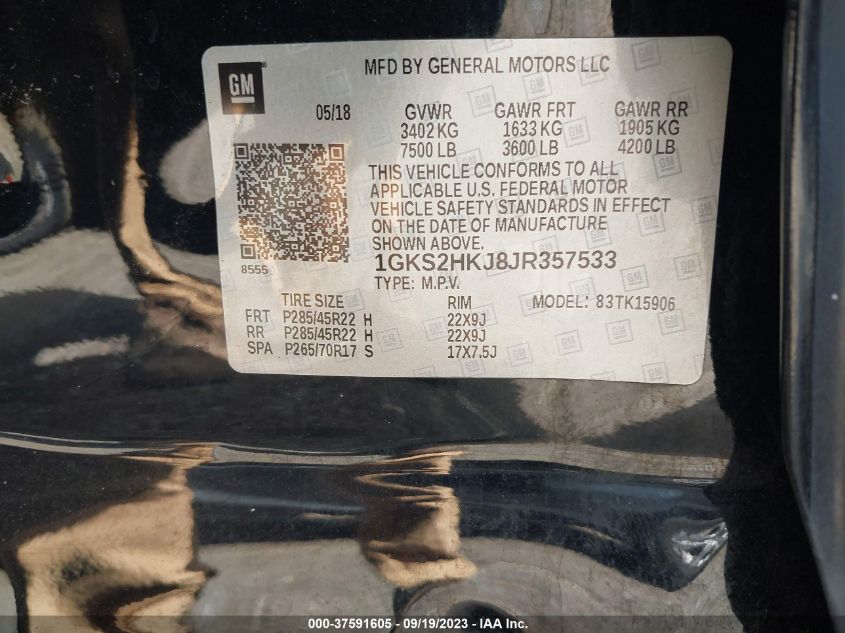 GM
MFD BY GENERAL MOTORS LLC
05/18 GVWR GAWR FRT GAWR RR
3402 KG 1633 KG 1905 KG
7500 LB 3600 LB 4200 LB
THIS VEHICLE CONFORMS TO ALL
APPLICABLE U.S. FEDERAL MOTOR
VEHICLE SAFETY STANDARDS IN EFFECT
ON THE DATE OF MANUFACTURE
SHOWN ABOVE.
8555
1GKS2HKJ8JR357533
TYPE: M.P.V.
TIRE SIZE RIM MODEL: 83TK15906
FRT P285/45R22 H 22X9J
RR P285/45R22 H 22X9J
SPA P265/70R17 S 17X7.5J
000-37591605 - 09/19/2023 - IAA Inc.